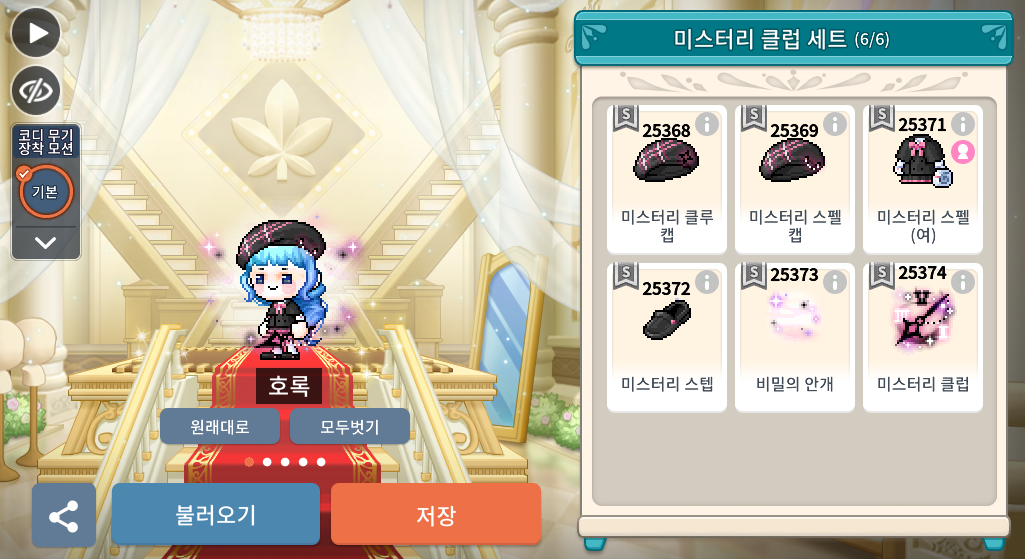 코디 무기
장착 모션
기본
호록
원래대로
모두벗기
불러오기
저장
미스터리 클럽 세트 (6/6)
S
25368
미스터리 클루
캡
S
25369
미스터리 스펠
캡
S
25371
미스터리 스펠
(여)
S
25372
미스터리 스텝
S
25373
비밀의 안개
S
25374
미스터리 클럽